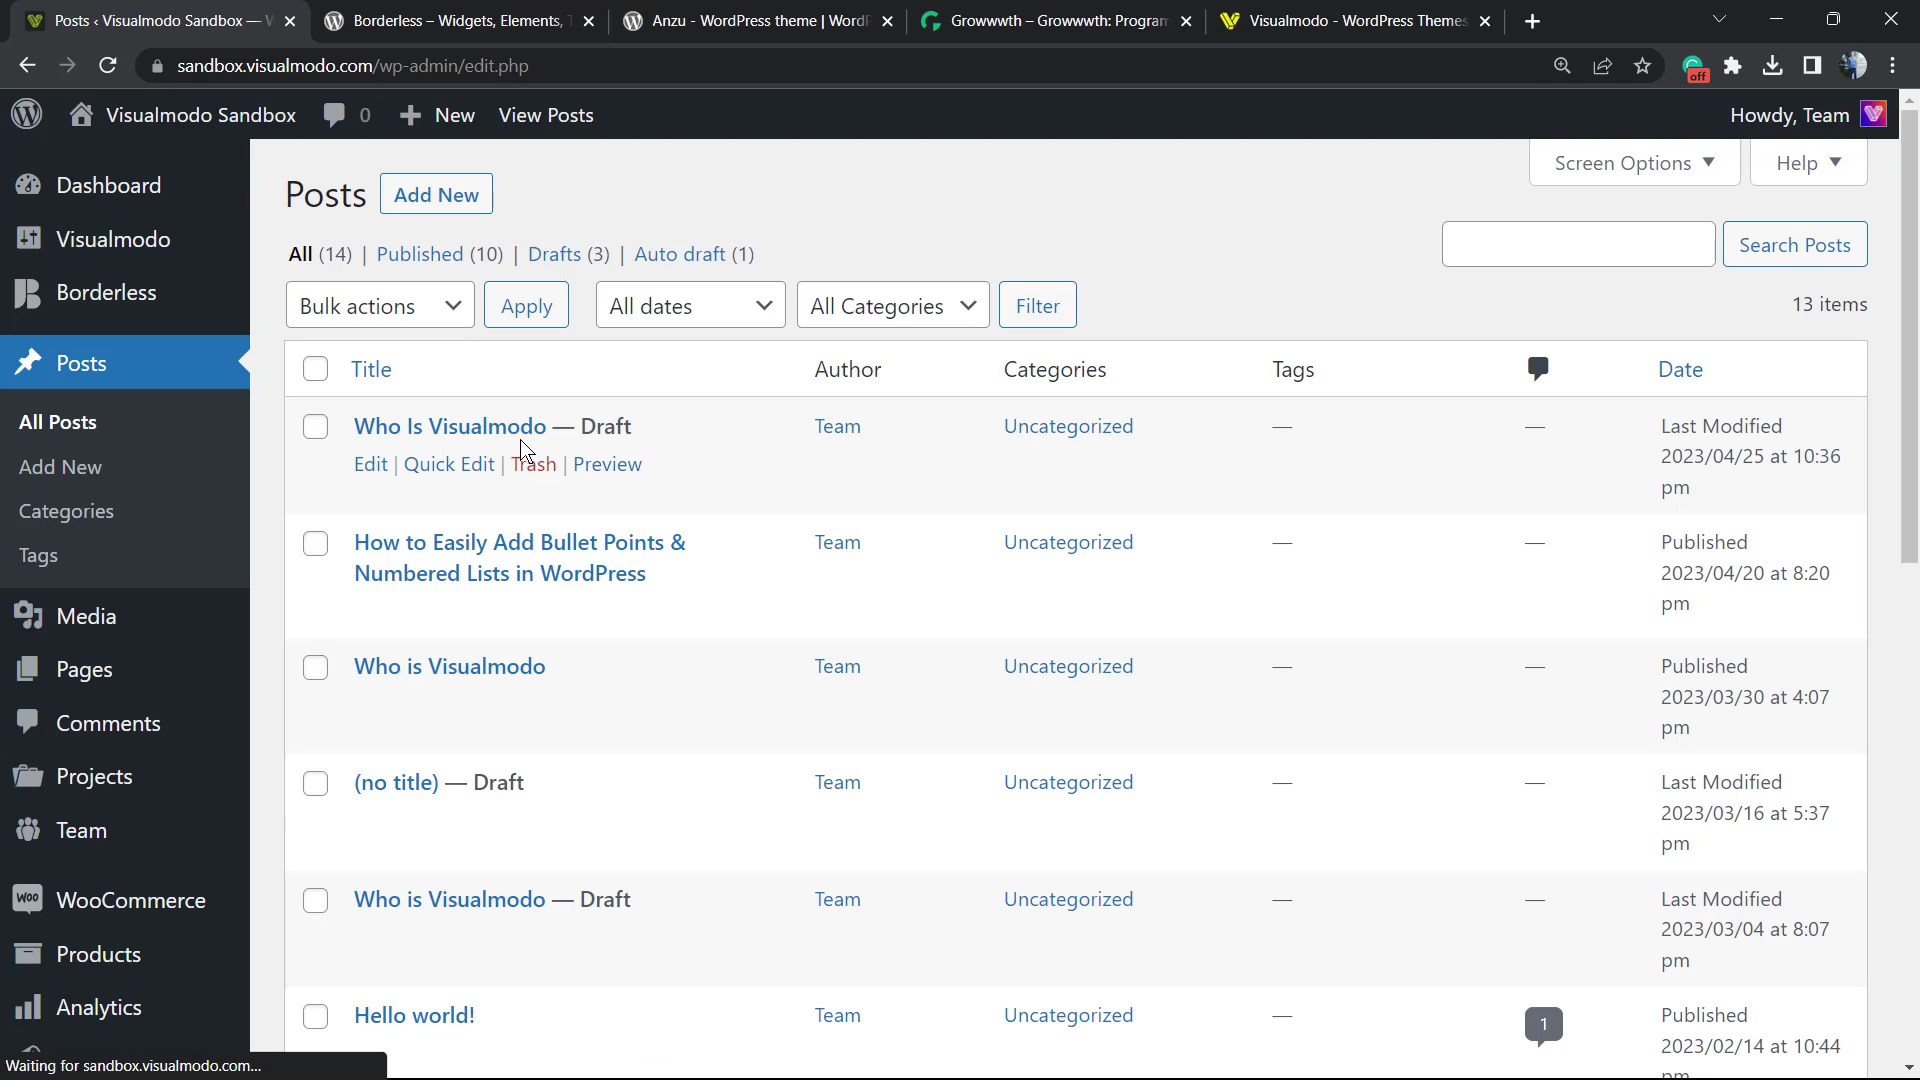 Posts ‹ Visualmodo Sandbox —
Borderless – Widgets, Elements,
Anzu - WordPress theme | Word
Growwwth – Growwwth: Program
Visualmodo - WordPress Themes
sandbox.visualmodo.com/wp-admin/edit.php
off
Visualmodo Sandbox
0
New
View Posts
Howdy, Team
Dashboard
Visualmodo
Borderless
Posts
All Posts
Add New
Categories
Tags
Media
Pages
Comments
Projects
Team
WOO
WooCommerce
Products
Analytics
Waiting for sandbox.visualmodo.com...
Screen Options
Help
Posts
Add New
All (14) | Published (10) | Drafts (3) | Auto draft (1)
Search Posts
Bulk actions
Apply
All dates
All Categories
Filter
13 items
Title
Author
Categories
Tags
Date
Who Is Visualmodo — Draft
Edit | Quick Edit | Trash | Preview
Team
Uncategorized
—
—
Last Modified
2023/04/25 at 10:36
pm
How to Easily Add Bullet Points &
Numbered Lists in WordPress
Team
Uncategorized
—
—
Published
2023/04/20 at 8:20
pm
Who is Visualmodo
Team
Uncategorized
—
—
Published
2023/03/30 at 4:07
pm
(no title) — Draft
Team
Uncategorized
—
—
Last Modified
2023/03/16 at 5:37
pm
Who is Visualmodo — Draft
Team
Uncategorized
—
—
Last Modified
2023/03/04 at 8:07
pm
Hello world!
Team
Uncategorized
—
1
Published
2023/02/14 at 10:44
pm